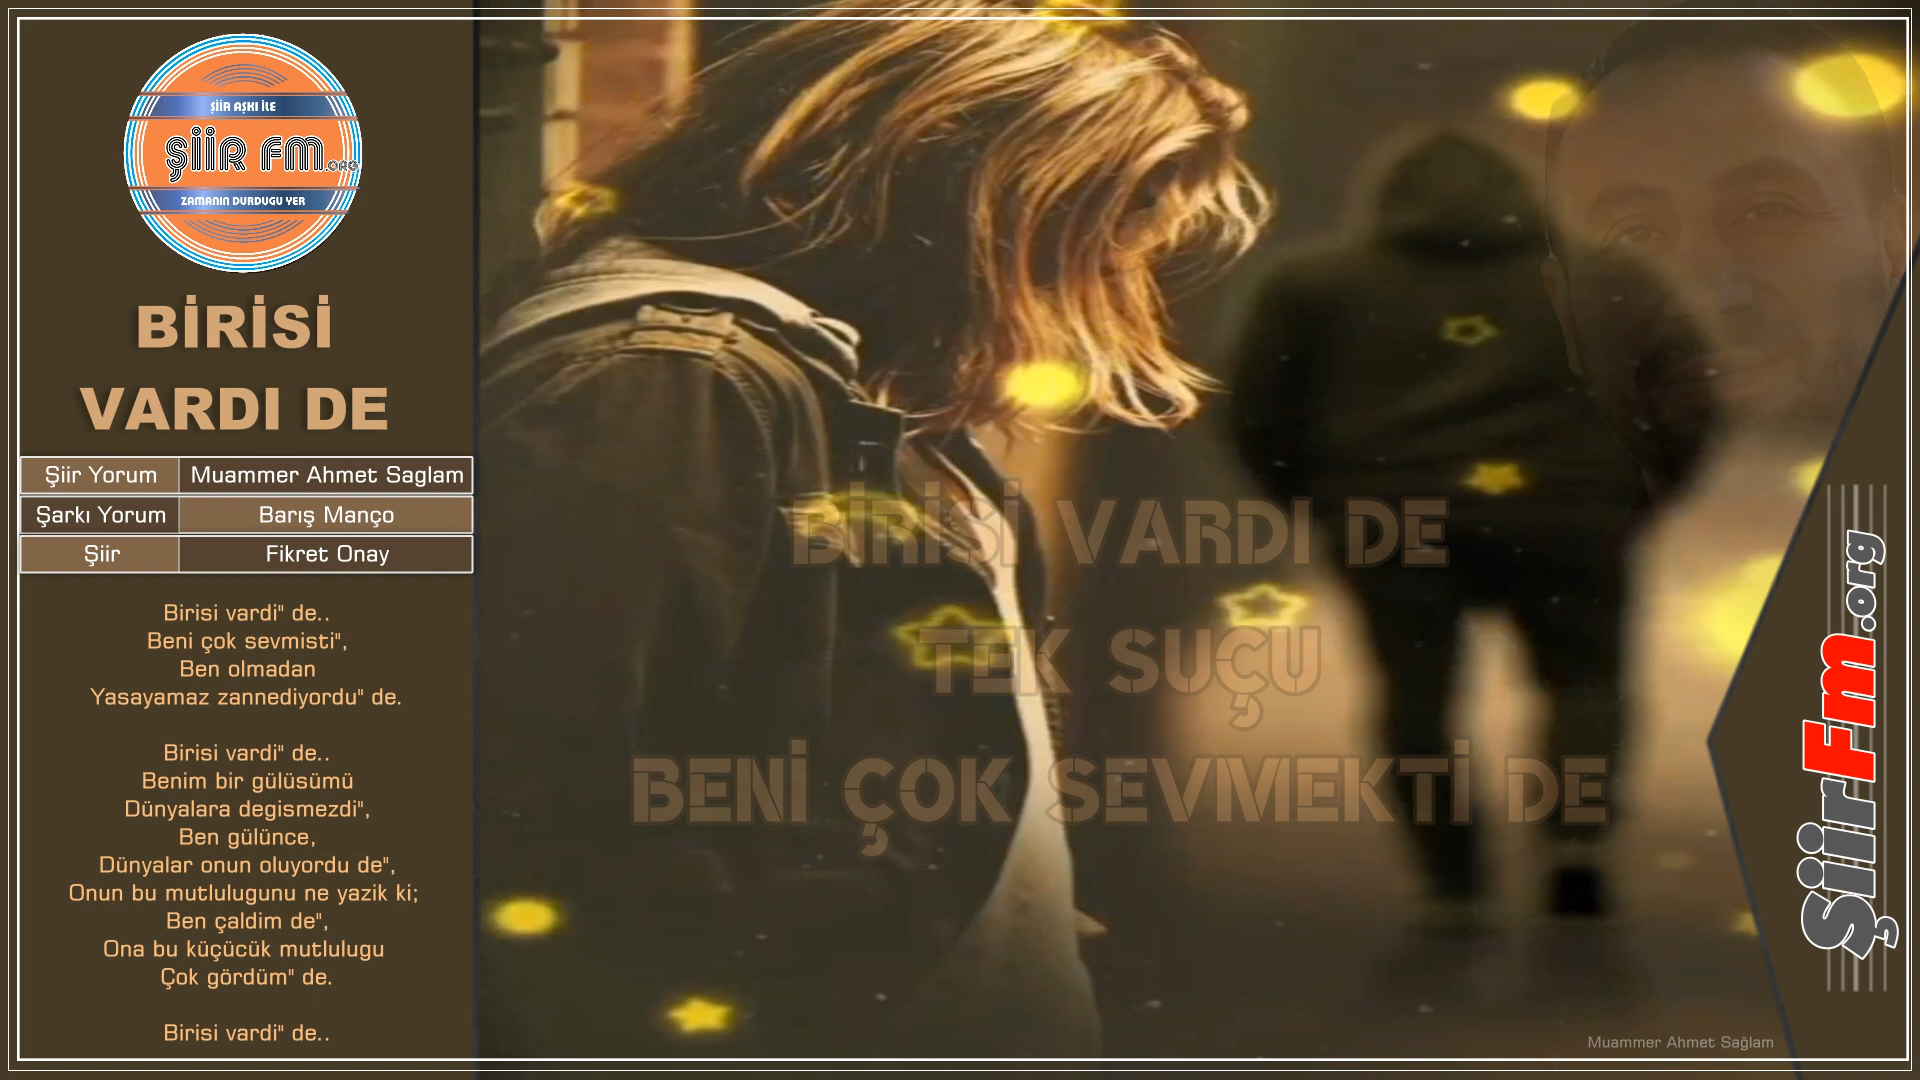 ŞİİR AŞKI İLE
ŞİİR FM.ORG
ZAMANIN DURDUGU YER
BİRİSİ
VARDI DE
Şiir Yorum Muammer Ahmet Saglam
Şarkı Yorum Barış Manço
Şiir Fikret Onay
Birisi vardi" de..
Beni çok sevmisti",
Ben olmadan
Yasayamaz zannediyordu" de.
Birisi vardi" de..
Benim bir gülüsümü
Dünyalara degismezdi",
Ben gülünce,
Dünyalar onun oluyordu de",
Onun bu mutlulugunu ne yazik ki;
Ben çaldim de",
Ona bu küçücük mutlulugu
Çok gördüm" de.
Birisi vardi" de..
BİRİSİ VARDI DE
TEK SUÇU
BENİ ÇOK SEVMEKTİ DE
ŞiirFm.org
Muammer Ahmet Sağlam